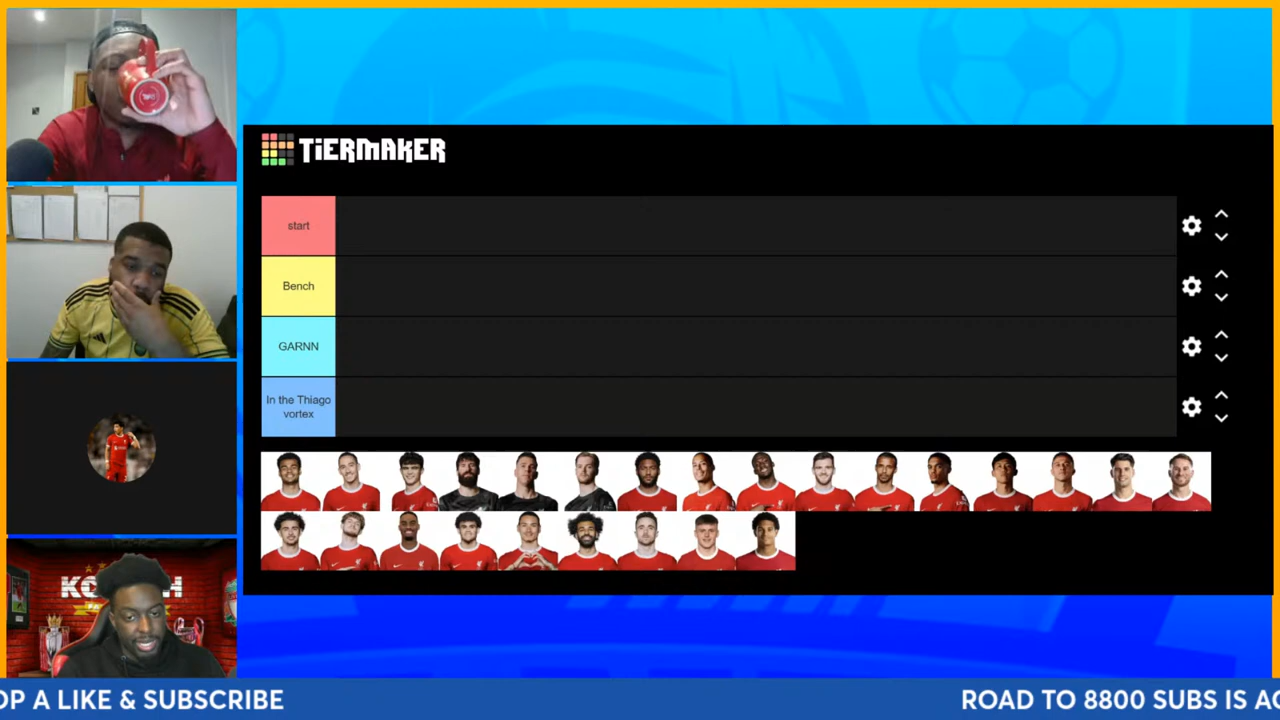 TiERMAKER
start
Bench
GARNN
In the Thiago
vortex
OP A LIKE & SUBSCRIBE
ROAD TO 8800 SUBS IS AC